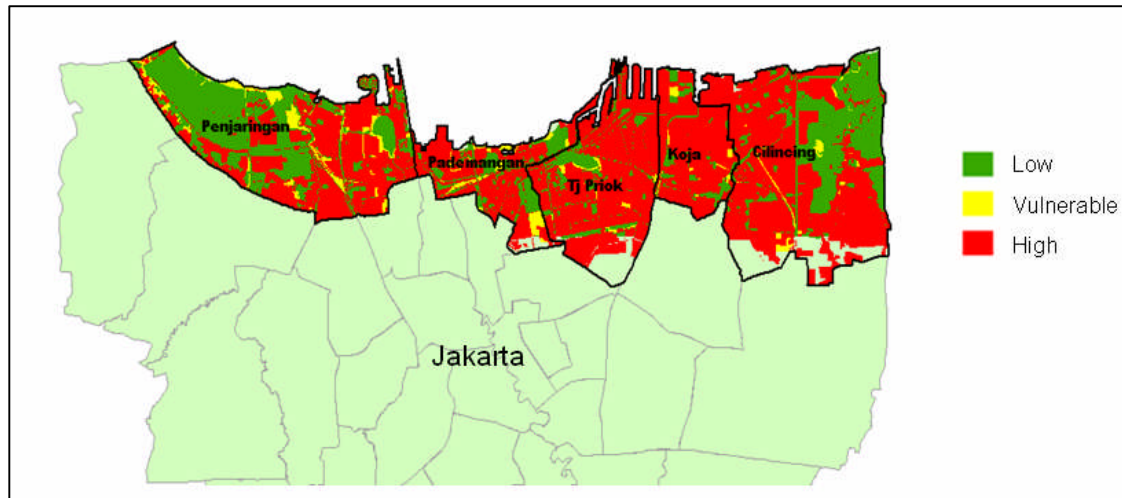 Penjaringan
Pademangan
Tj Priok
Koja
Cilincing
Low
Vulnerable
High
Jakarta